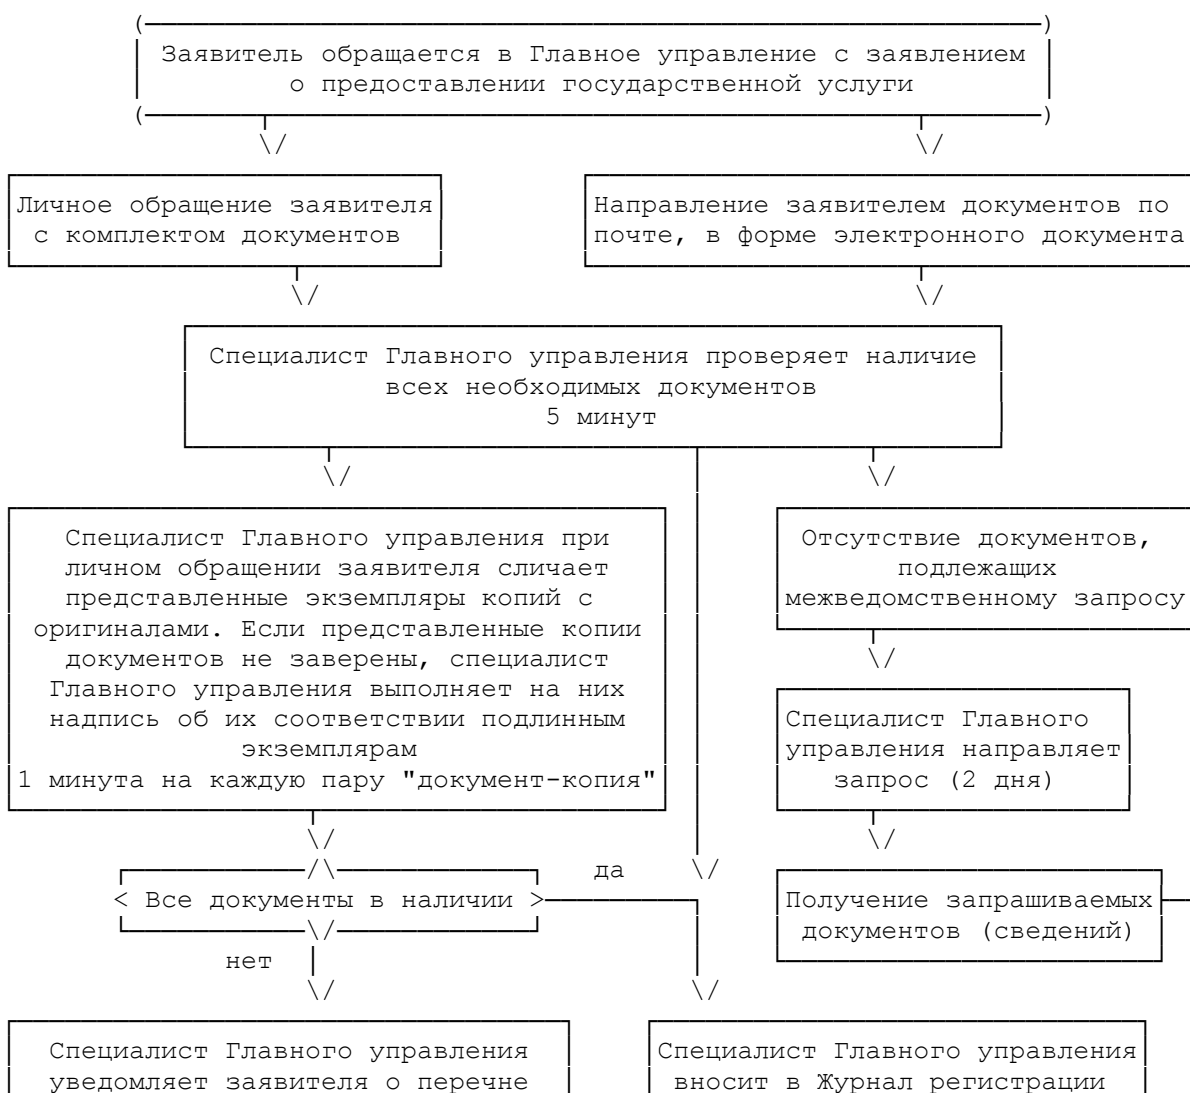 Заявитель обращается в Главное управление с заявлением
о предоставлении государственной услуги
Личное обращение заявителя
с комплектом документов
Направление заявителем документов по
почте, в форме электронного документа
Специалист Главного управления проверяет наличие
всех необходимых документов
5 минут
Специалист Главного управления при
личном обращении заявителя сличает
представленные экземпляры копий с
оригиналами. Если представленные копии
документов не заверены, специалист
Главного управления выполняет на них
надпись об их соответствии подлинным
экземплярам
1 минута на каждую пару "документ-копия"
Отсутствие документов,
подлежащих
межведомственному запросу
Специалист Главного
управления направляет
запрос (2 дня)
да
< Все документы в наличии >
Получение запрашиваемых
документов (сведений)
нет
Специалист Главного управления
уведомляет заявителя о перечне
Специалист Главного управления
вносит в Журнал регистрации